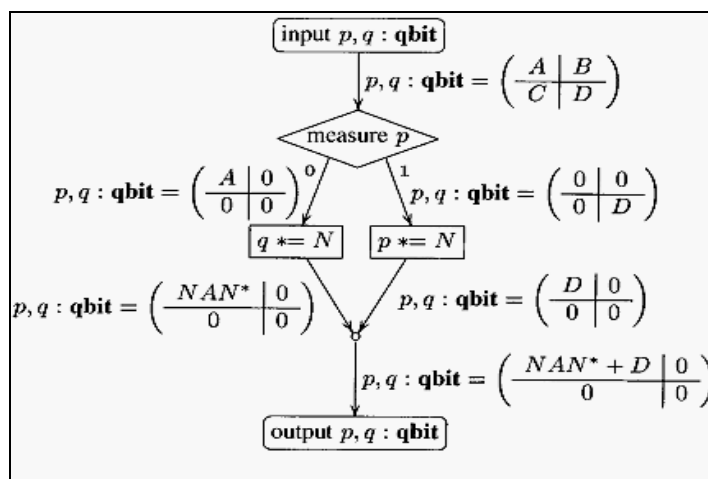 input p, q : qbit
p, q : qbit = ( A | B / C | D )
measure p
0
1
p, q : qbit = ( A | 0 / 0 | 0 )
p, q : qbit = ( 0 | 0 / 0 | D )
q *= N
p *= N
p, q : qbit = ( NAN* | 0 / 0 | 0 )
p, q : qbit = ( D | 0 / 0 | 0 )
p, q : qbit = ( NAN* + D | 0 / 0 | 0 )
output p, q : qbit